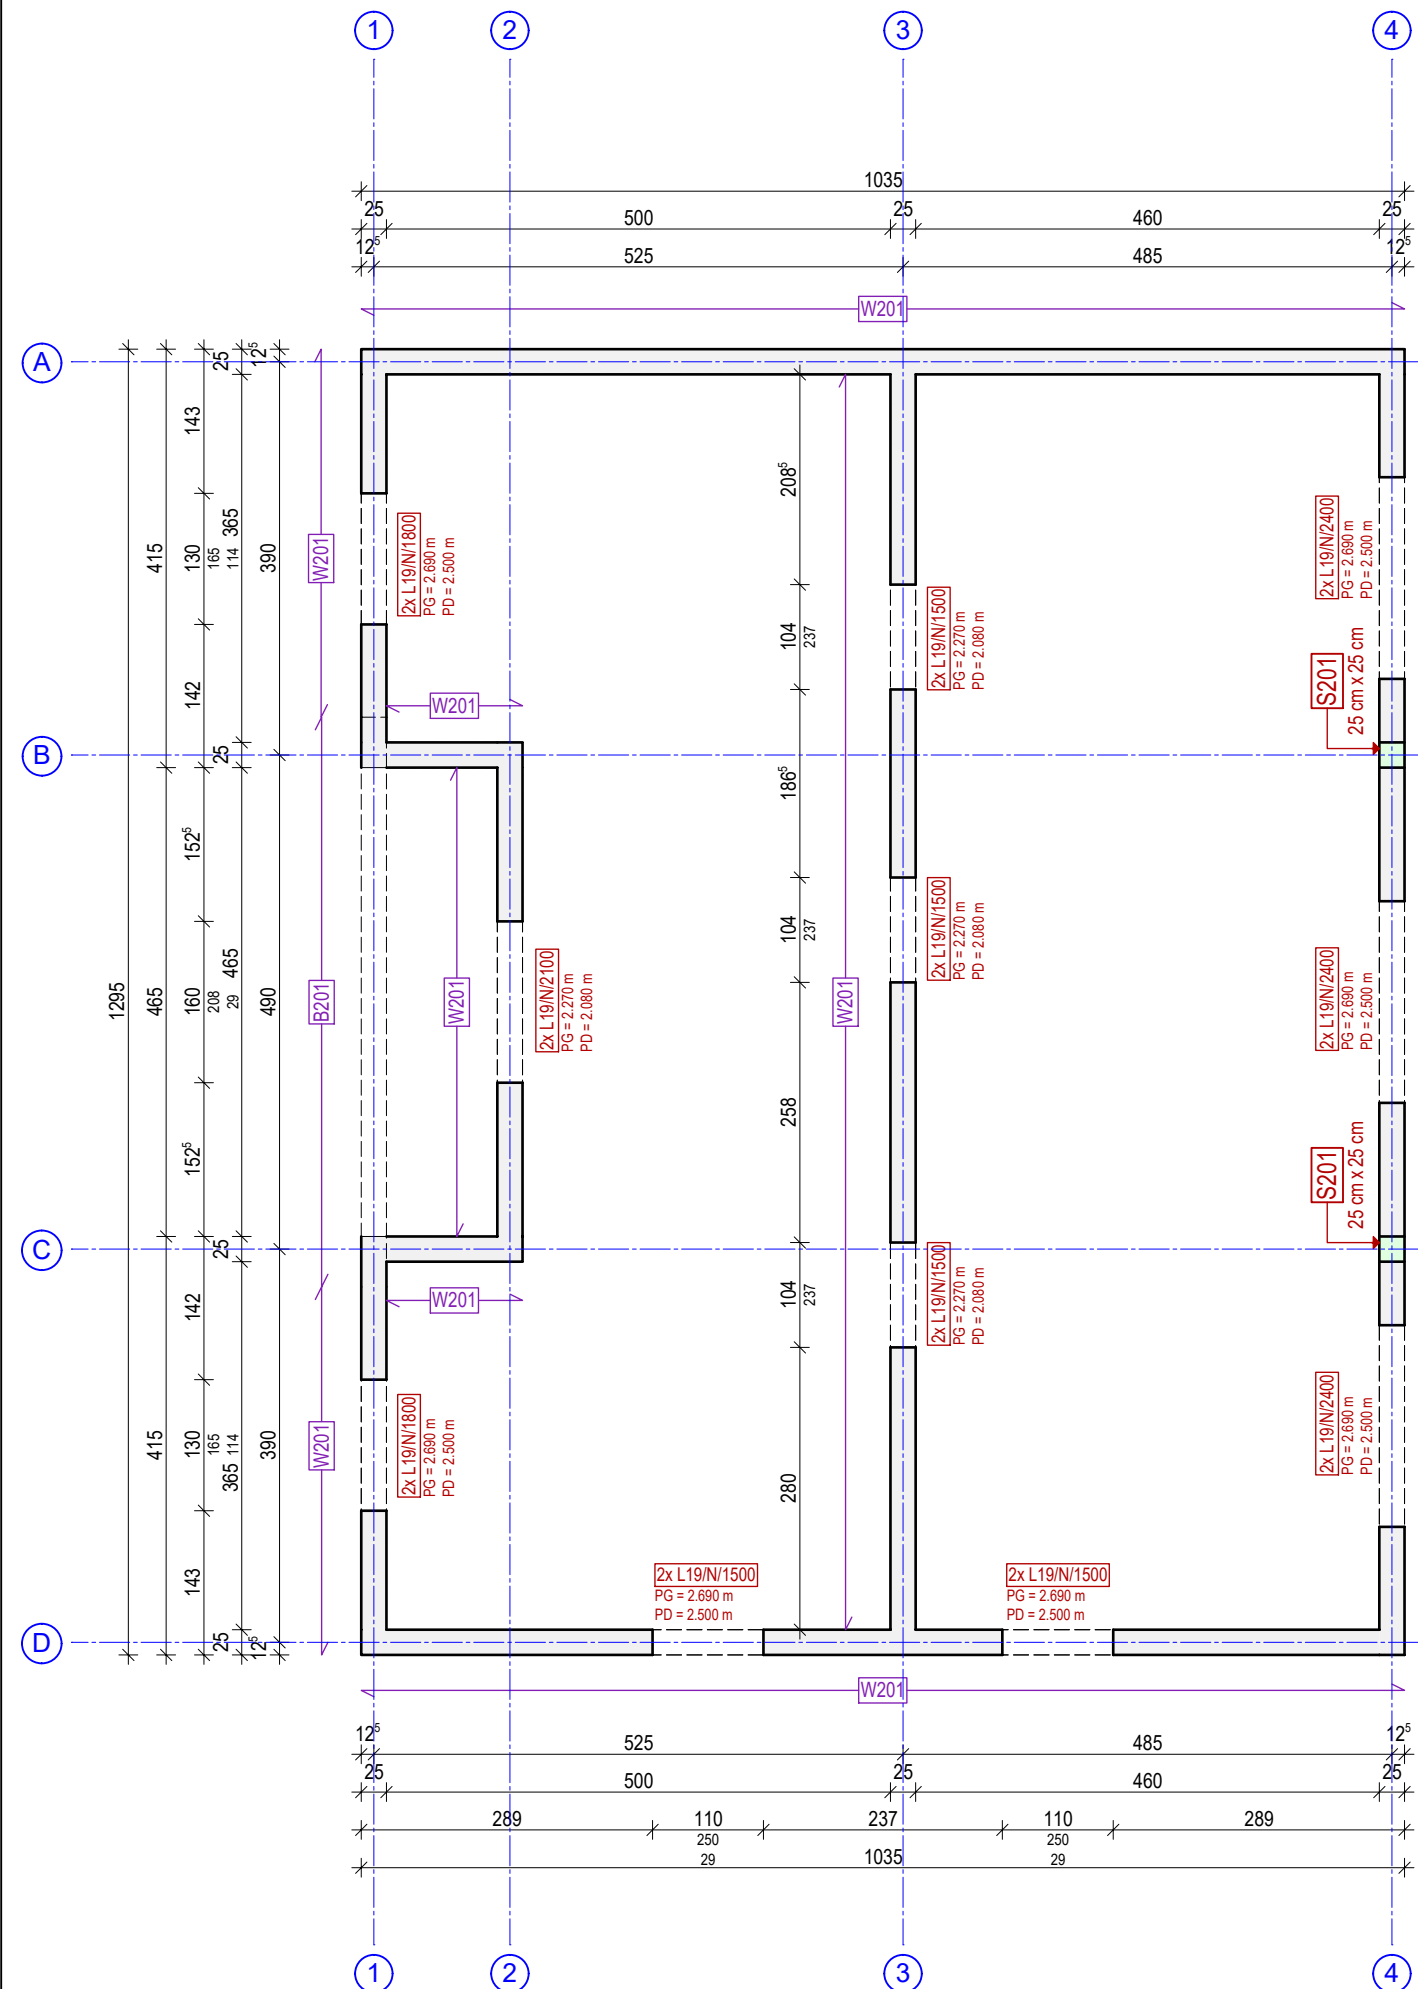 1
2
3
4
1035
25
500
25
460
25
12⁵
525
485
12⁵
W201
A
B
C
D
1295
415
465
415
143
130
165
142
152⁵
160
208
152⁵
142
130
165
143
25
365
114
25
465
29
25
365
114
25
12⁵
390
490
390
12⁵
W201
B201
W201
2x L19/N/1800
PG = 2.690 m
PD = 2.500 m
W201
W201
2x L19/N/2100
PG = 2.270 m
PD = 2.080 m
W201
2x L19/N/1800
PG = 2.690 m
PD = 2.500 m
208⁵
104
237
186⁵
104
237
258
104
237
280
W201
2x L19/N/1500
PG = 2.270 m
PD = 2.080 m
2x L19/N/1500
PG = 2.270 m
PD = 2.080 m
2x L19/N/1500
PG = 2.270 m
PD = 2.080 m
2x L19/N/2400
PG = 2.690 m
PD = 2.500 m
S201
25 cm x 25 cm
2x L19/N/2400
PG = 2.690 m
PD = 2.500 m
S201
25 cm x 25 cm
2x L19/N/2400
PG = 2.690 m
PD = 2.500 m
2x L19/N/1500
PG = 2.690 m
PD = 2.500 m
2x L19/N/1500
PG = 2.690 m
PD = 2.500 m
W201
12⁵
525
485
12⁵
25
500
25
460
25
289
110
250
29
237
110
250
29
289
1035
1
2
3
4